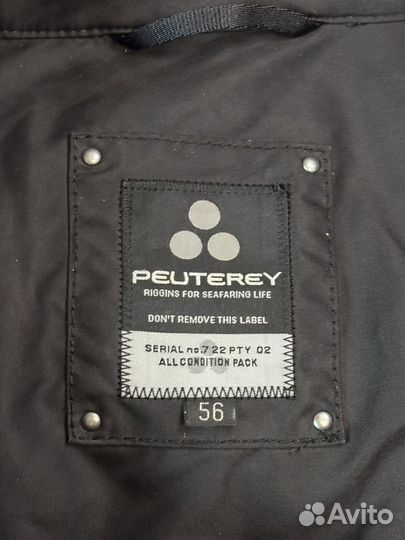 PEUTEREY
RIGGINS FOR SEAFARING LIFE
DON'T REMOVE THIS LABEL
SERIAL no.7 22 PTY 02
ALL CONDITION PACK
56
Avito